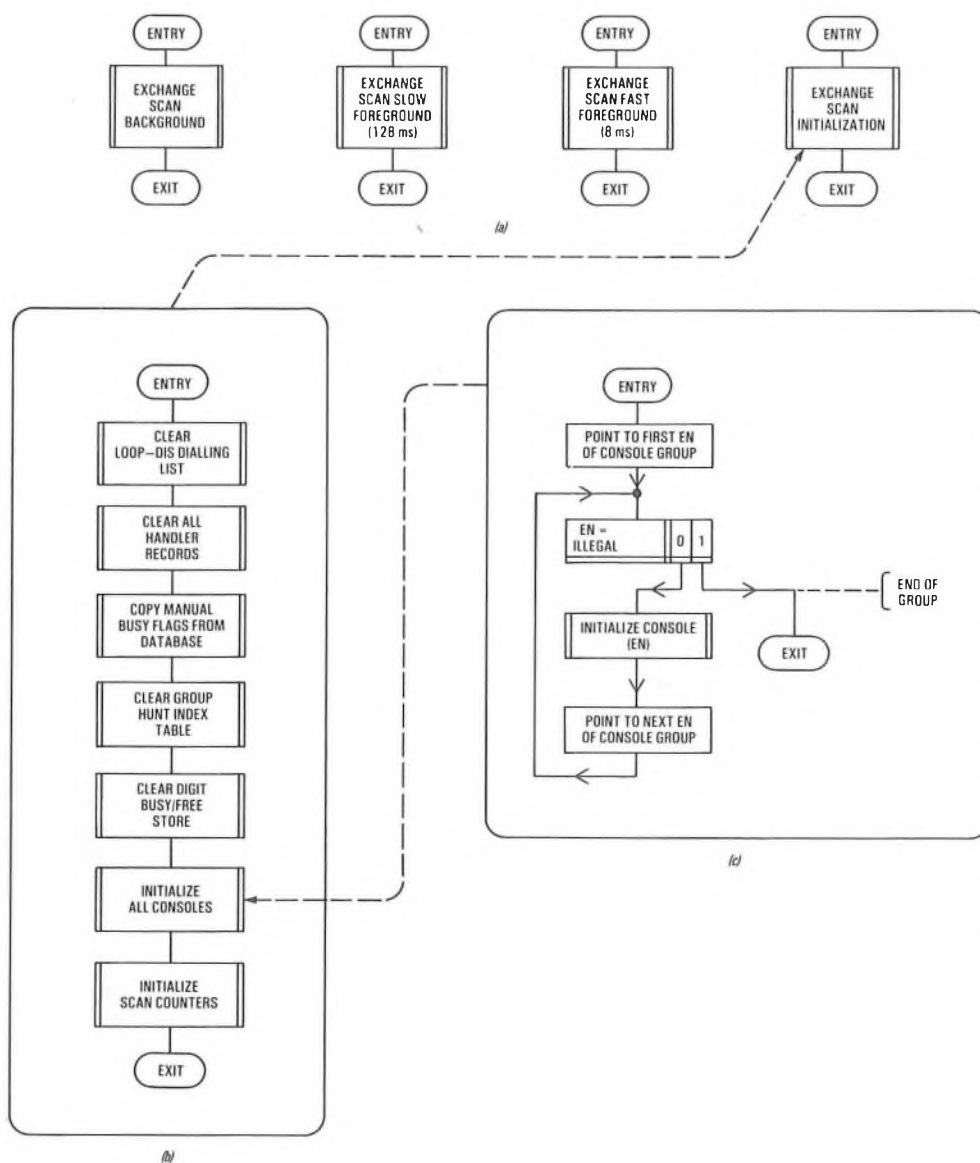 ENTRY
EXCHANGE
SCAN
BACKGROUND
EXIT
ENTRY
EXCHANGE
SCAN SLOW
FOREGROUND
(128 ms)
EXIT
ENTRY
EXCHANGE
SCAN FAST
FOREGROUND
(8 ms)
EXIT
ENTRY
EXCHANGE
SCAN
INITIALIZATION
EXIT
(a)
ENTRY
CLEAR
LOOP–DIS DIALLING
LIST
CLEAR ALL
HANDLER
RECORDS
COPY MANUAL
BUSY FLAGS FROM
DATABASE
CLEAR GROUP
HUNT INDEX
TABLE
CLEAR DIGIT
BUSY/FREE
STORE
INITIALIZE
ALL CONSOLES
INITIALIZE
SCAN COUNTERS
EXIT
(b)
ENTRY
POINT TO FIRST EN
OF CONSOLE GROUP
EN =
ILLEGAL
0 1
END OF
GROUP
INITIALIZE CONSOLE
(EN)
EXIT
POINT TO NEXT EN
OF CONSOLE GROUP
(c)